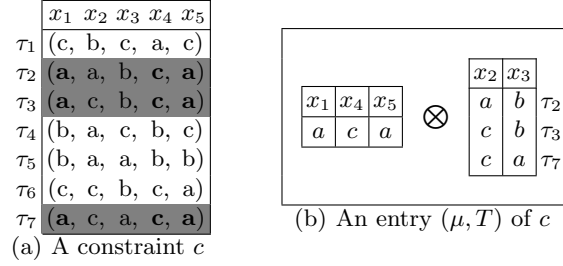 x1 x2 x3 x4 x5
τ1 (c, b, c, a, c)
τ2 (a, a, b, c, a)
τ3 (a, c, b, c, a)
τ4 (b, a, c, b, c)
τ5 (b, a, a, b, b)
τ6 (c, c, b, c, a)
τ7 (a, c, a, c, a)
(a) A constraint c
x1 x4 x5
a c a
⊗
x2 x3
a b τ2
c b τ3
c a τ7
(b) An entry (μ, T) of c